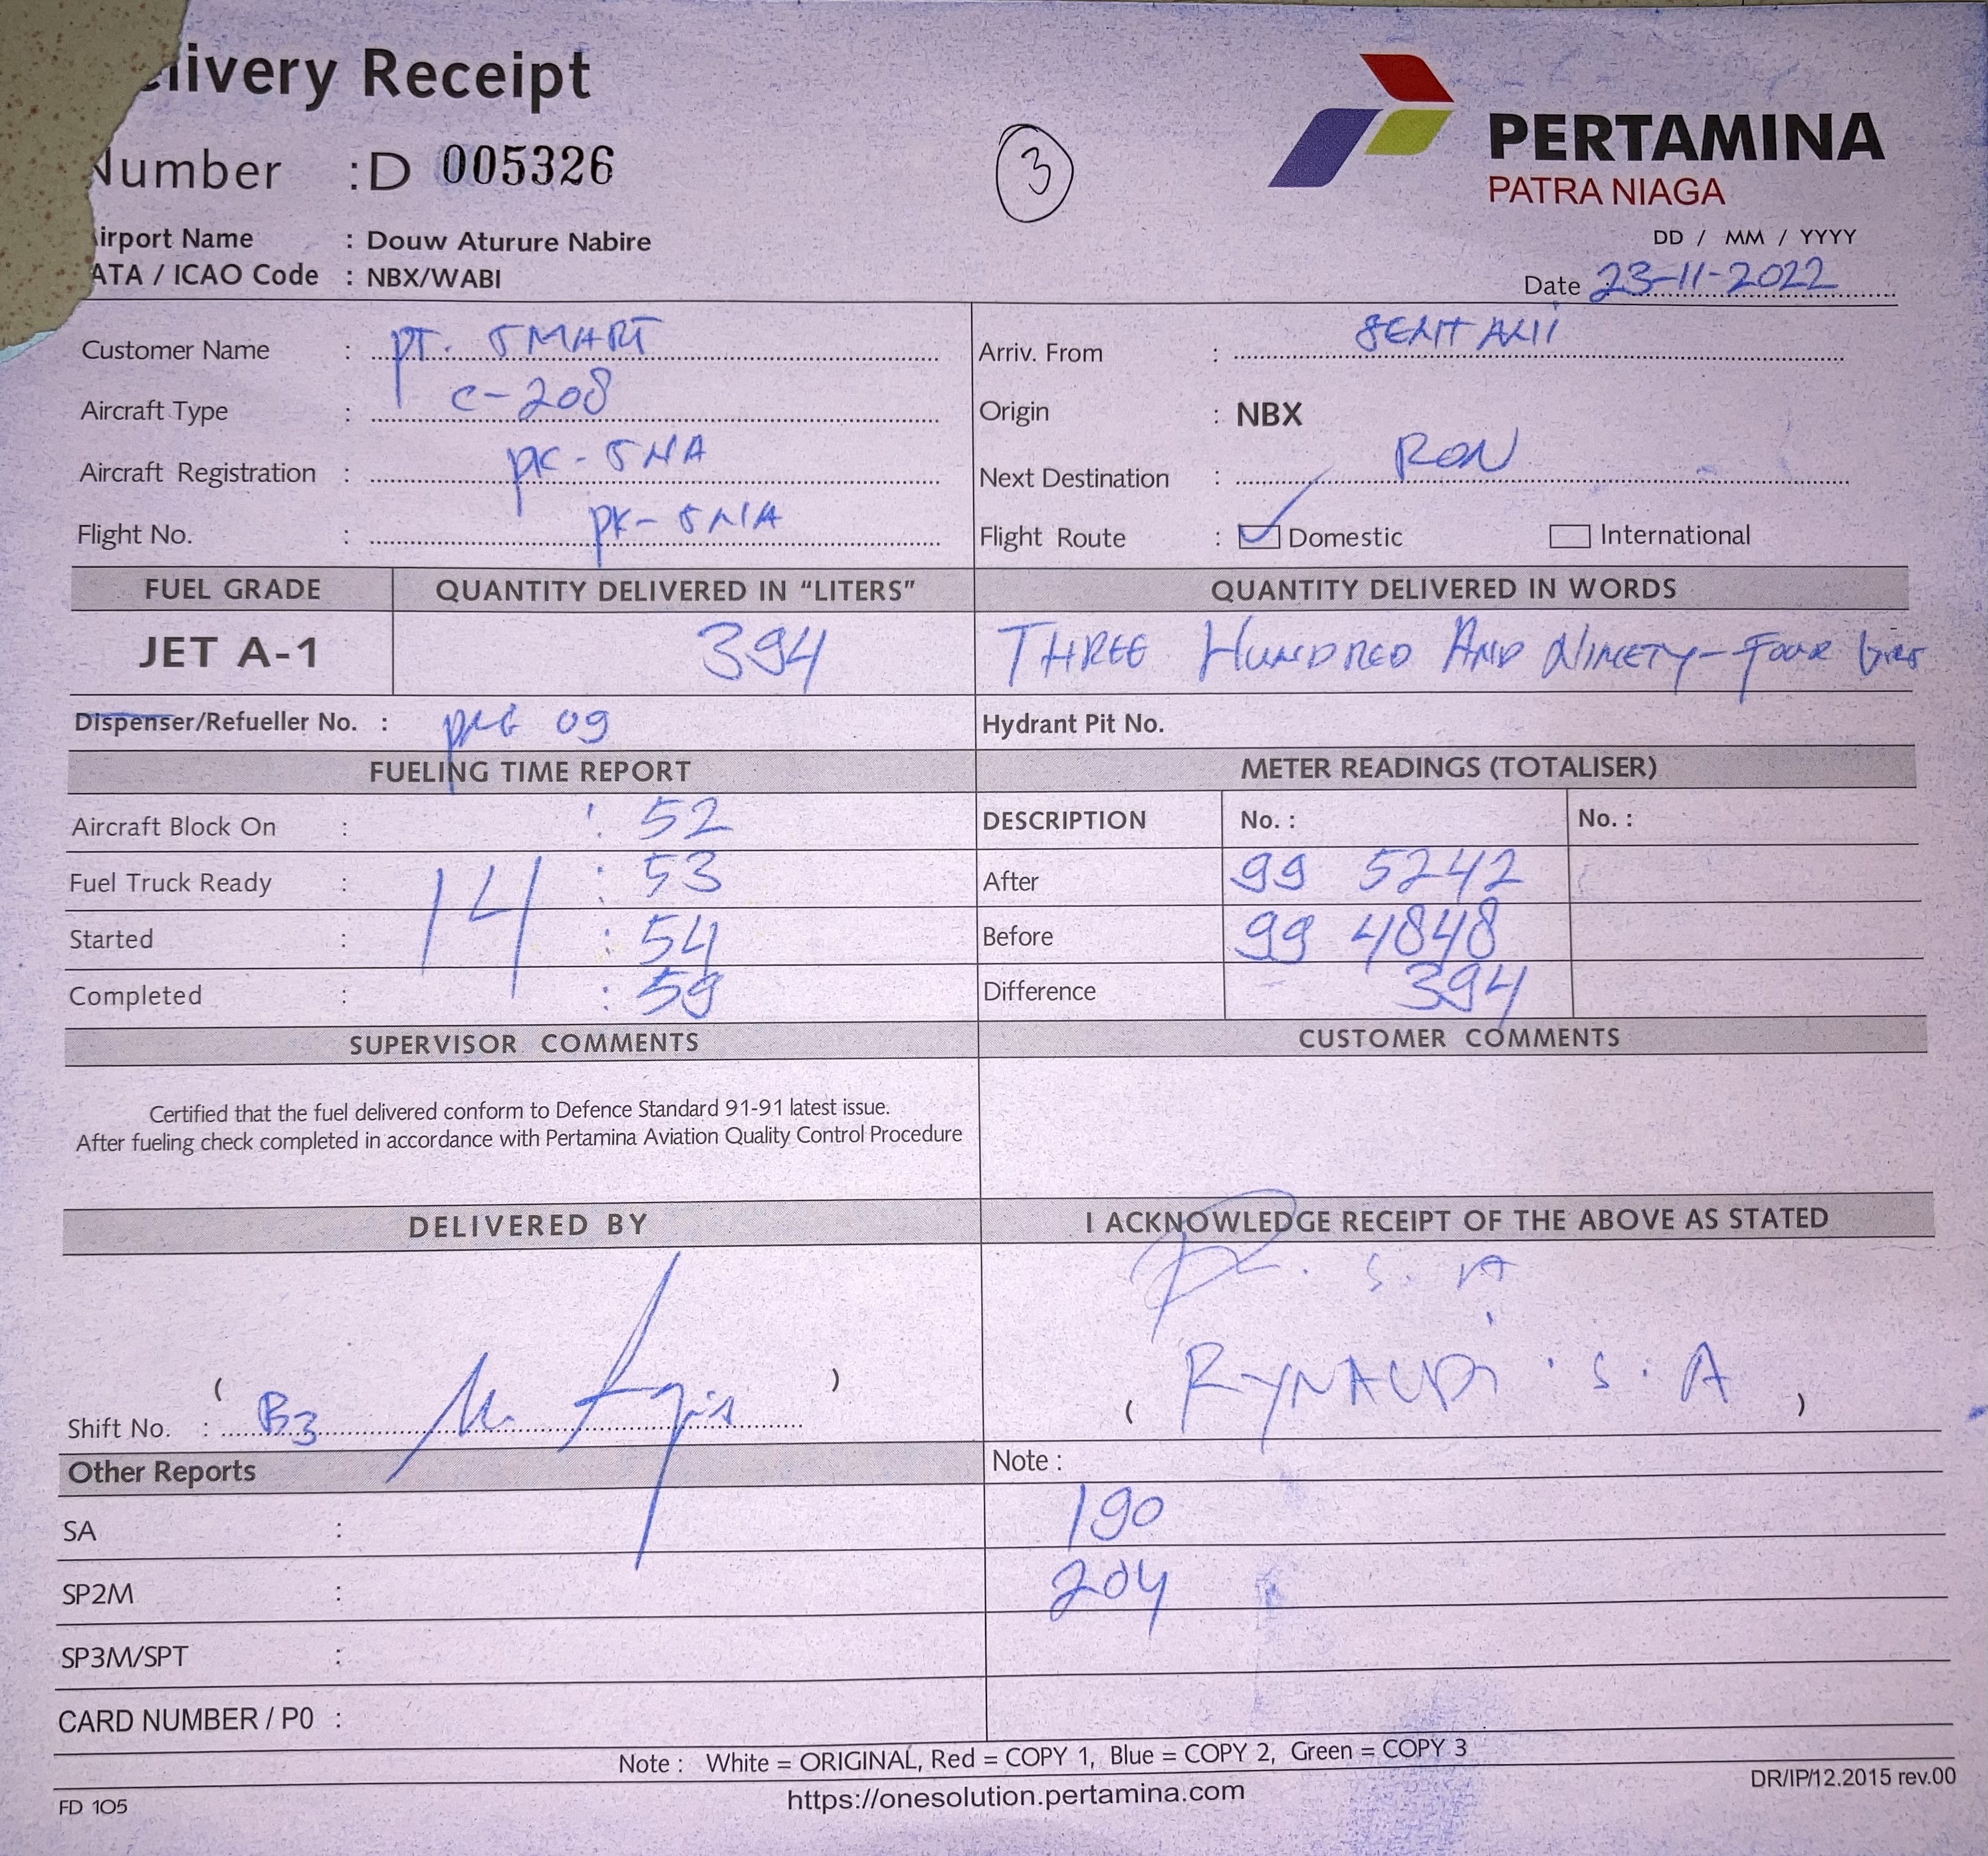 elivery Receipt
Number : D 005326
3
PERTAMINA
PATRA NIAGA
Airport Name : Douw Aturure Nabire
ATA / ICAO Code : NBX/WABI
DD / MM / YYYY
Date 23-11-2022
Customer Name : PT. SMART
Arriv. From : SENTANI
Aircraft Type : C-208
Origin : NBX
Aircraft Registration : PK-SNA
Next Destination : RON
Flight No. : PK-SNA
Flight Route : Domestic International
FUEL GRADE QUANTITY DELIVERED IN “LITERS” QUANTITY DELIVERED IN WORDS
JET A-1 394 THREE HUNDRED AND NINETY-FOUR
Dispenser/Refueller No. : 09
Hydrant Pit No.
FUELING TIME REPORT METER READINGS (TOTALISER)
Aircraft Block On : : 52
DESCRIPTION No. : No. :
Fuel Truck Ready : 14 : 53
After 99 5242
Started : : 54
Before 99 4848
Completed : : 59
Difference 394
SUPERVISOR COMMENTS CUSTOMER COMMENTS
Certified that the fuel delivered conform to Defence Standard 91-91 latest issue.
After fueling check completed in accordance with Pertamina Aviation Quality Control Procedure
DELIVERED BY I ACKNOWLEDGE RECEIPT OF THE ABOVE AS STATED
R. S. A
( )
( RYNALDI . S. A )
Shift No. : B3
Other Reports Note :
SA : 190
SP2M : 204
SP3M/SPT :
CARD NUMBER / P0 :
Note : White = ORIGINAL, Red = COPY 1, Blue = COPY 2, Green = COPY 3
https://onesolution.pertamina.com
FD 105
DR/IP/12.2015 rev.00